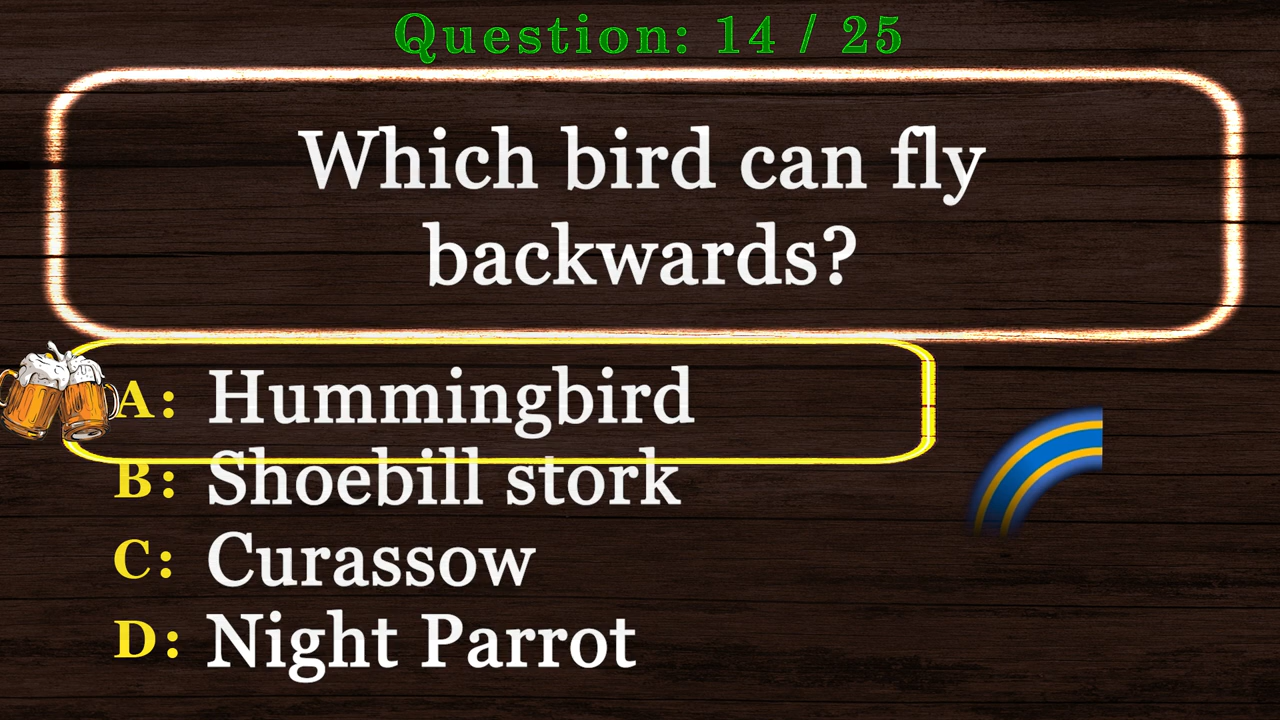 Question: 14 / 25
Which bird can fly
backwards?
A: Hummingbird
B: Shoebill stork
C: Curassow
D: Night Parrot